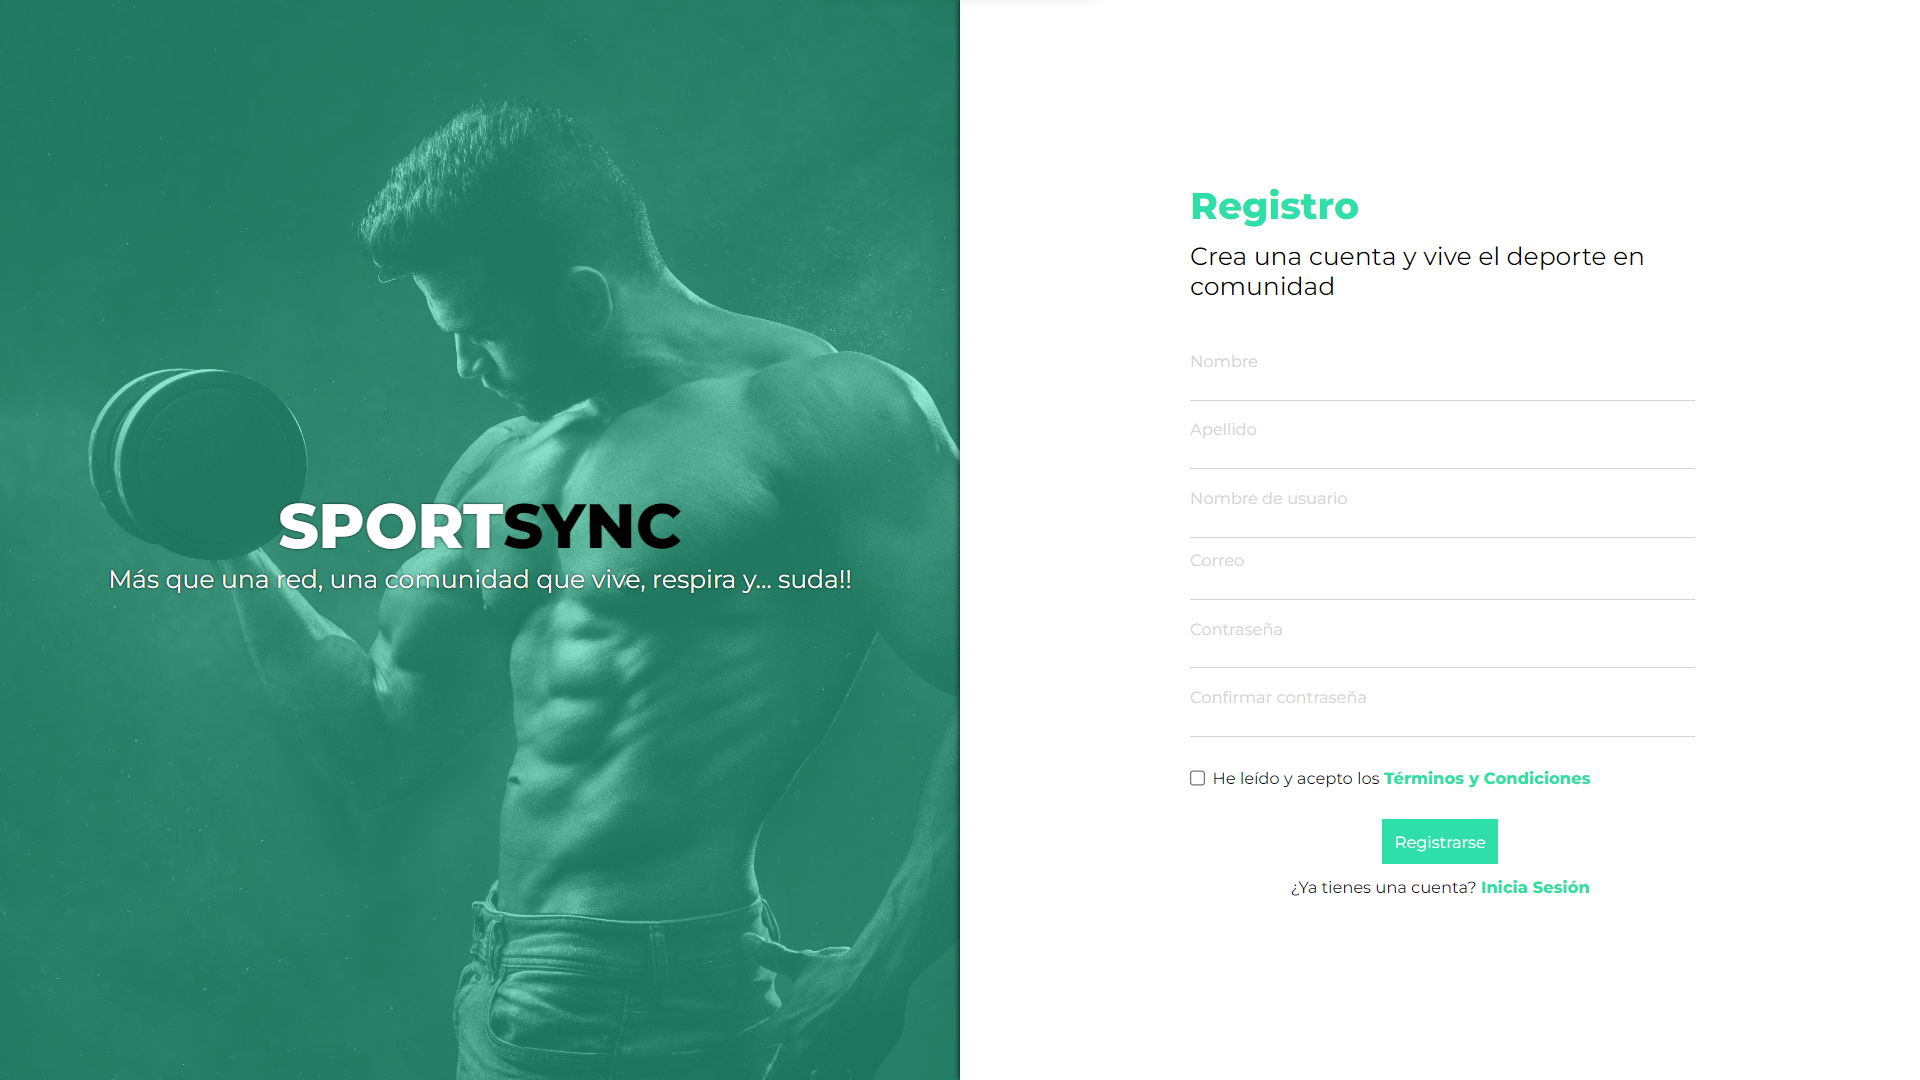 SPORTSYNC
Más que una red, una comunidad que vive, respira y... suda!!
Registro
Crea una cuenta y vive el deporte en
comunidad
Nombre
Apellido
Nombre de usuario
Correo
Contraseña
Confirmar contraseña
He leído y acepto los Términos y Condiciones
Registrarse
¿Ya tienes una cuenta? Inicia Sesión